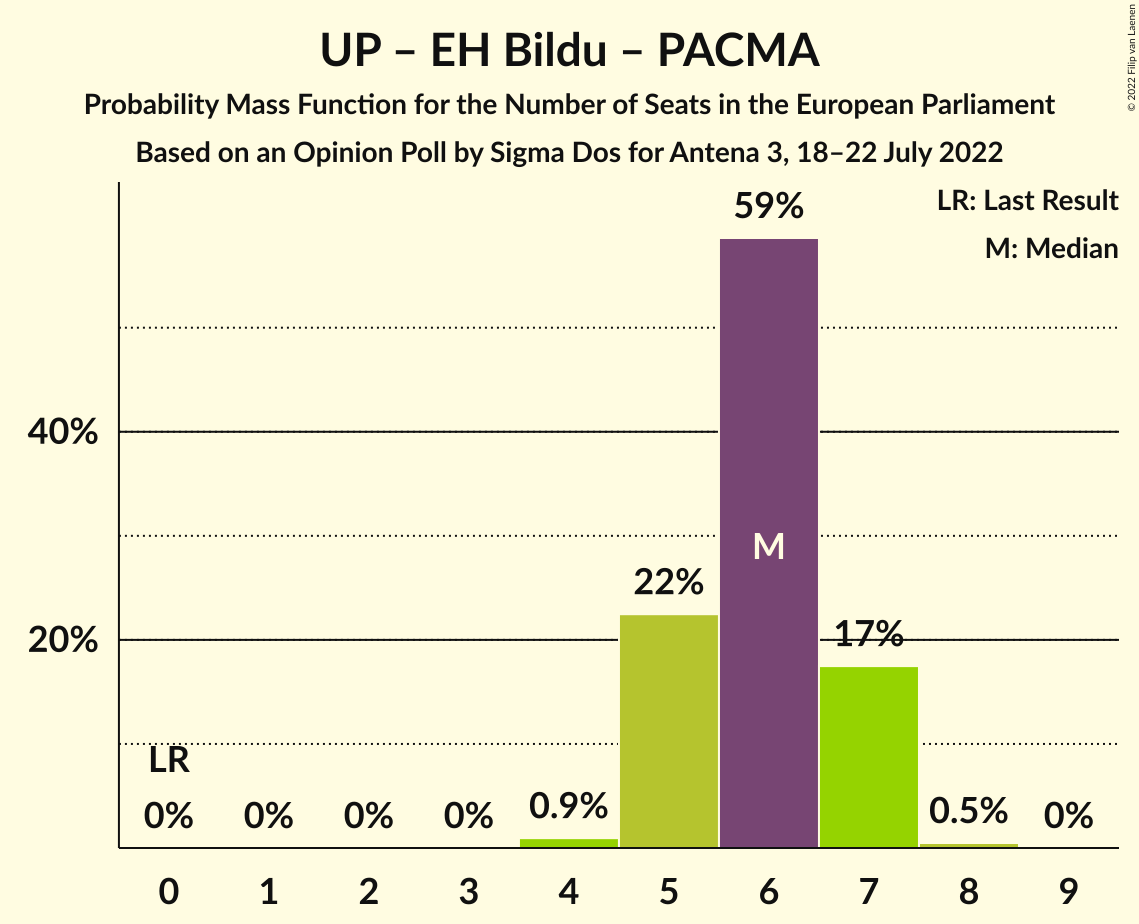 UP – EH Bildu – PACMA
Probability Mass Function for the Number of Seats in the European Parliament
Based on an Opinion Poll by Sigma Dos for Antena 3, 18–22 July 2022
© 2022 Filip van Laenen
LR: Last Result
M: Median
59%
40%
M
22%
20%
17%
LR
0%
0%
0%
0%
0.9%
0.5%
0%
0 1 2 3 4 5 6 7 8 9